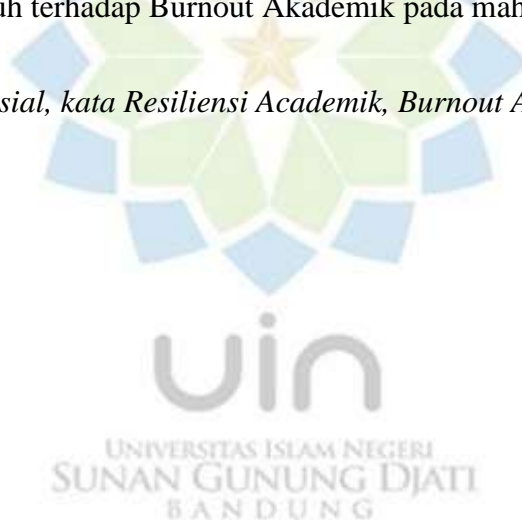 uh terhadap Burnout Akademik pada mah
sial, kata Resiliensi Academik, Burnout A
uin
UNIVERSITAS ISLAM NEGERI
SUNAN GUNUNG DJATI
BANDUNG